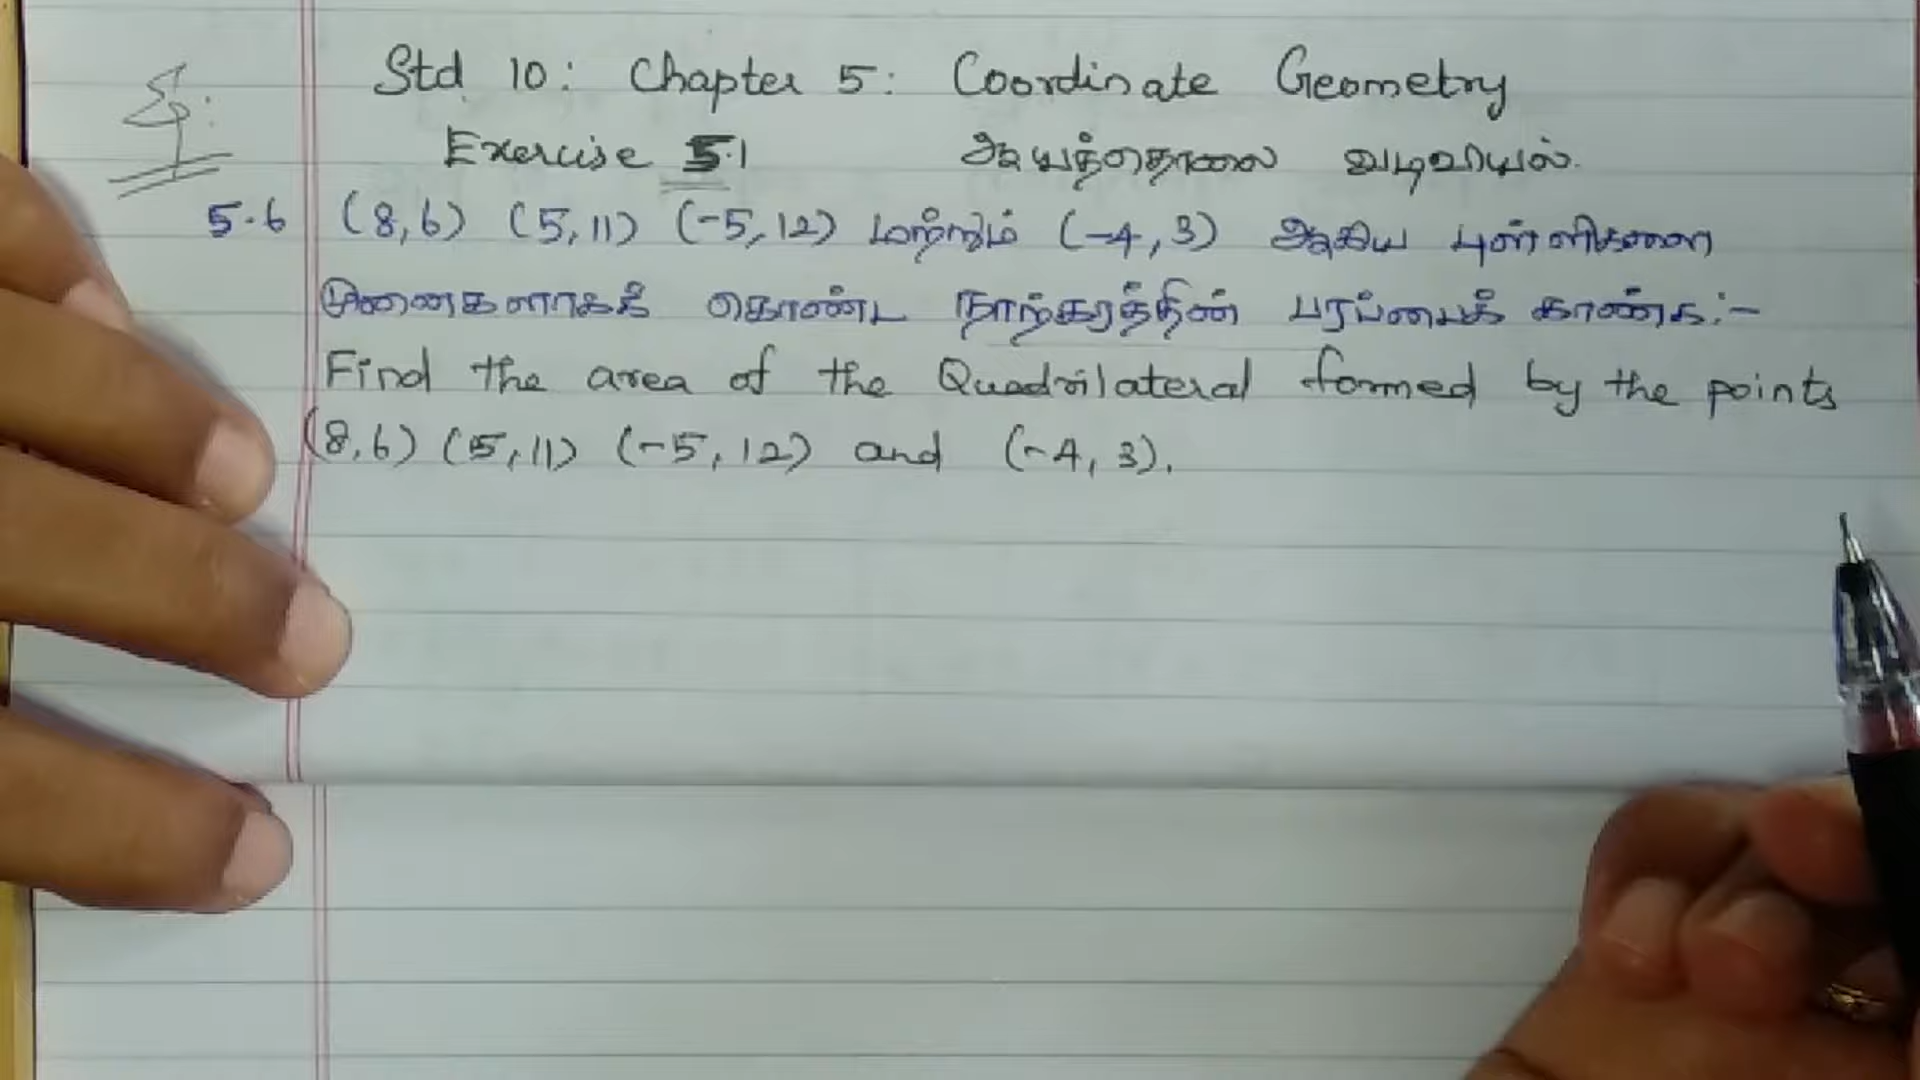 Std 10: Chapter 5: Coordinate Geometry
Exercise 5.1 ஆயத்தொலை வடிவியல்.
5.6 (8,6) (5,11) (-5,12) மற்றும் (-4,3) ஆகிய புள்ளிகளை
முனைகளாகக் கொண்ட நாற்கரத்தின் பரப்பைக் காண்க:-
Find the area of the Quadrilateral formed by the points
(8,6) (5,11) (-5,12) and (-4,3).